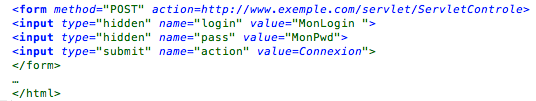 <form method="POST" action=http://www.exemple.com/servlet/ServletControle>
<input type="hidden" name="login" value="MonLogin ">
<input type="hidden" name="pass" value="MonPwd">
<input type="submit" name="action" value=Connexion">
</form>
…
</html>